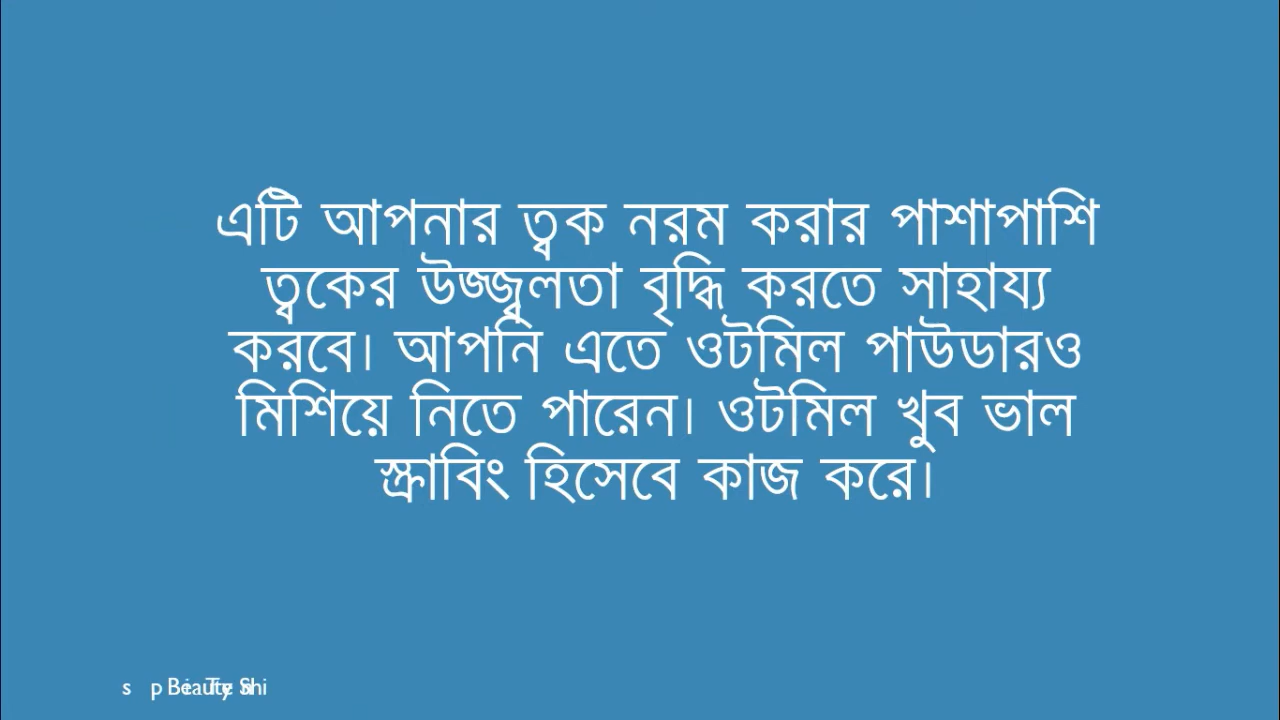 এটি আপনার ত্বক নরম করার পাশাপাশি
ত্বকের উজ্জ্বলতা বৃদ্ধি করতে সাহায্য
করবে। আপনি এতে ওটমিল পাউডারও
মিশিয়ে নিতে পারেন। ওটমিল খুব ভাল
স্ক্রাবিং হিসেবে কাজ করে।